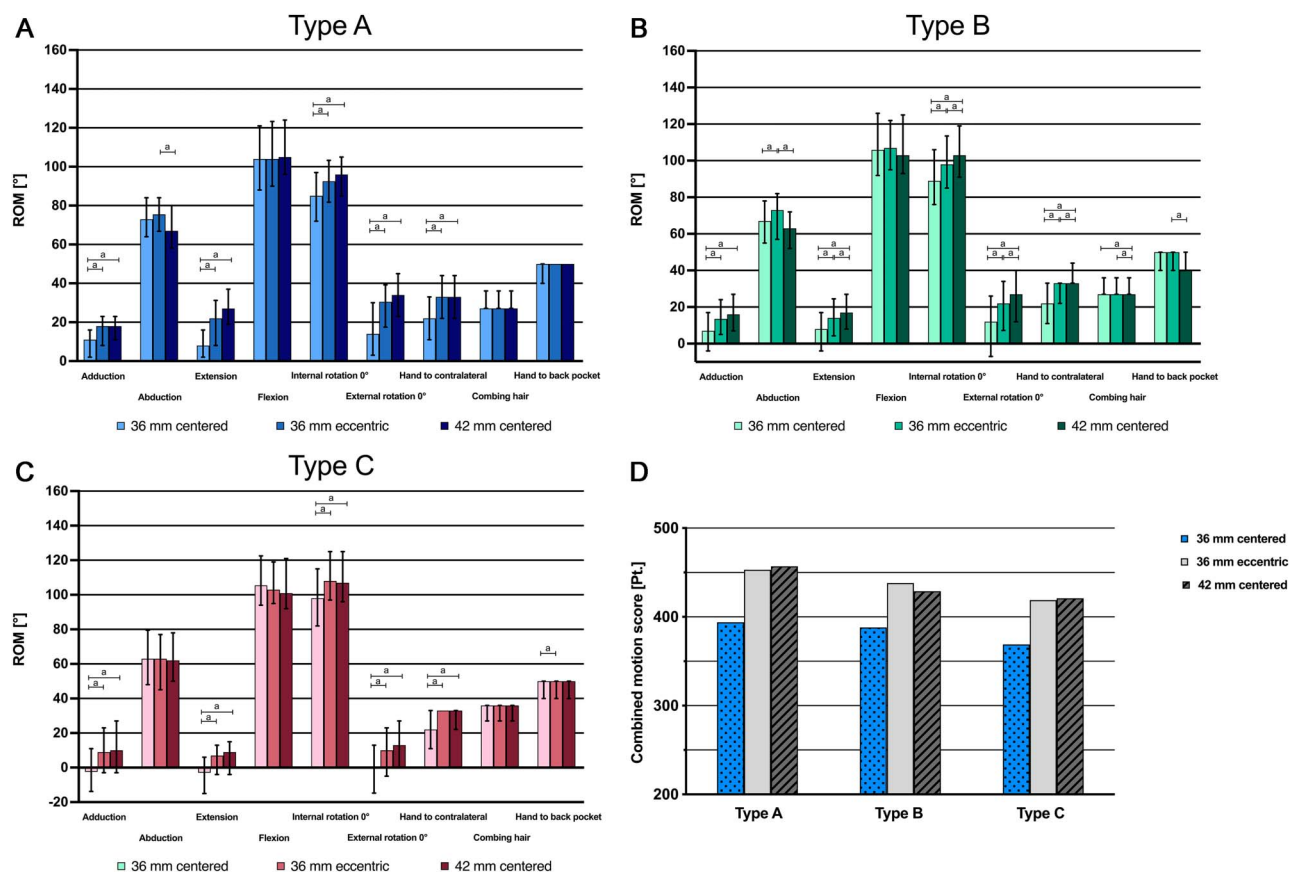 A
Type A
160
140
120
100
80
60
40
20
0
ROM [°]
a
a
a
a
a
a
a
a
a
a
a
Adduction
Extension
Internal rotation 0°
Hand to contralateral
Hand to back pocket
Abduction
Flexion
External rotation 0°
Combing hair
36 mm centered
36 mm eccentric
42 mm centered
B
Type B
160
140
120
100
80
60
40
20
0
ROM [°]
a
a a
a a
a
a
a
a a
a
a a
a
a a
a
a
a
a
Adduction
Extension
Internal rotation 0°
Hand to contralateral
Hand to back pocket
Abduction
Flexion
External rotation 0°
Combing hair
36 mm centered
36 mm eccentric
42 mm centered
C
Type C
160
140
120
100
80
60
40
20
0
-20
ROM [°]
a
a
a
a
a
a
a
a
a
a
a
Adduction
Extension
Internal rotation 0°
Hand to contralateral
Hand to back pocket
Abduction
Flexion
External rotation 0°
Combing hair
36 mm centered
36 mm eccentric
42 mm centered
D
500
400
300
200
Combined motion score [Pt.]
Type A
Type B
Type C
36 mm centered
36 mm eccentric
42 mm centered